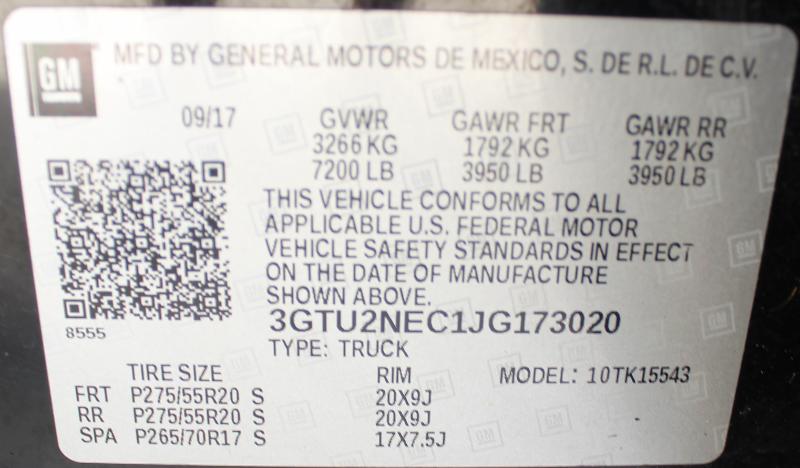 GM
MFD BY GENERAL MOTORS DE MEXICO, S. DE R.L. DE C.V.
09/17 GVWR GAWR FRT GAWR RR
3266 KG 1792 KG 1792 KG
7200 LB 3950 LB 3950 LB
THIS VEHICLE CONFORMS TO ALL
APPLICABLE U.S. FEDERAL MOTOR
VEHICLE SAFETY STANDARDS IN EFFECT
ON THE DATE OF MANUFACTURE
SHOWN ABOVE.
8555
3GTU2NEC1JG173020
TYPE: TRUCK
TIRE SIZE RIM MODEL: 10TK15543
FRT P275/55R20 S 20X9J
RR P275/55R20 S 20X9J
SPA P265/70R17 S 17X7.5J